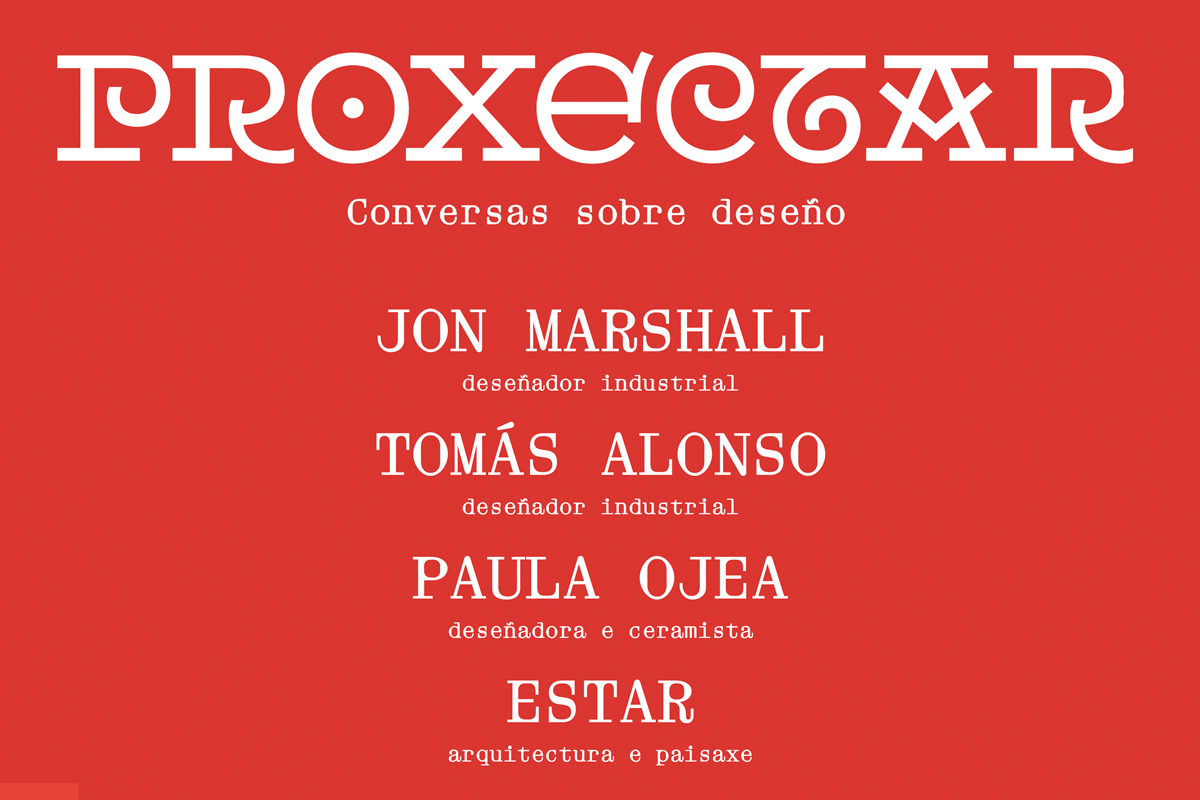 PROXECTAR
Conversas sobre deseño
JON MARSHALL
deseñador industrial
TOMÁS ALONSO
deseñador industrial
PAULA OJEA
deseñadora e ceramista
ESTAR
arquitectura e paisaxe